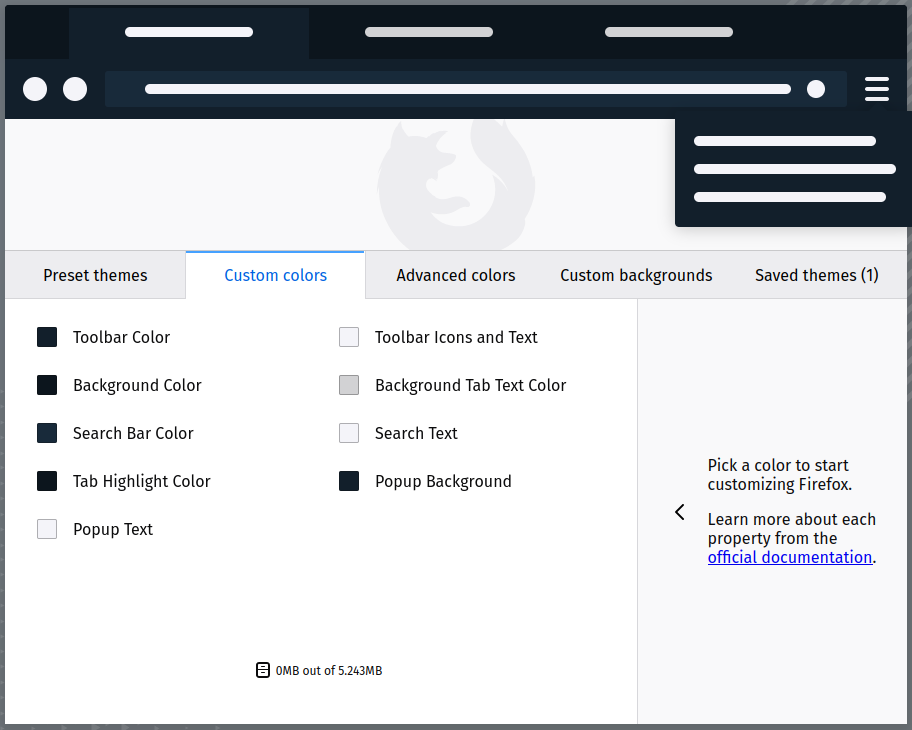 Preset themes
Custom colors
Advanced colors
Custom backgrounds
Saved themes (1)
Toolbar Color
Toolbar Icons and Text
Background Color
Background Tab Text Color
Search Bar Color
Search Text
Tab Highlight Color
Popup Background
Popup Text
Pick a color to start
customizing Firefox.
Learn more about each
property from the
official documentation.
0MB out of 5.243MB